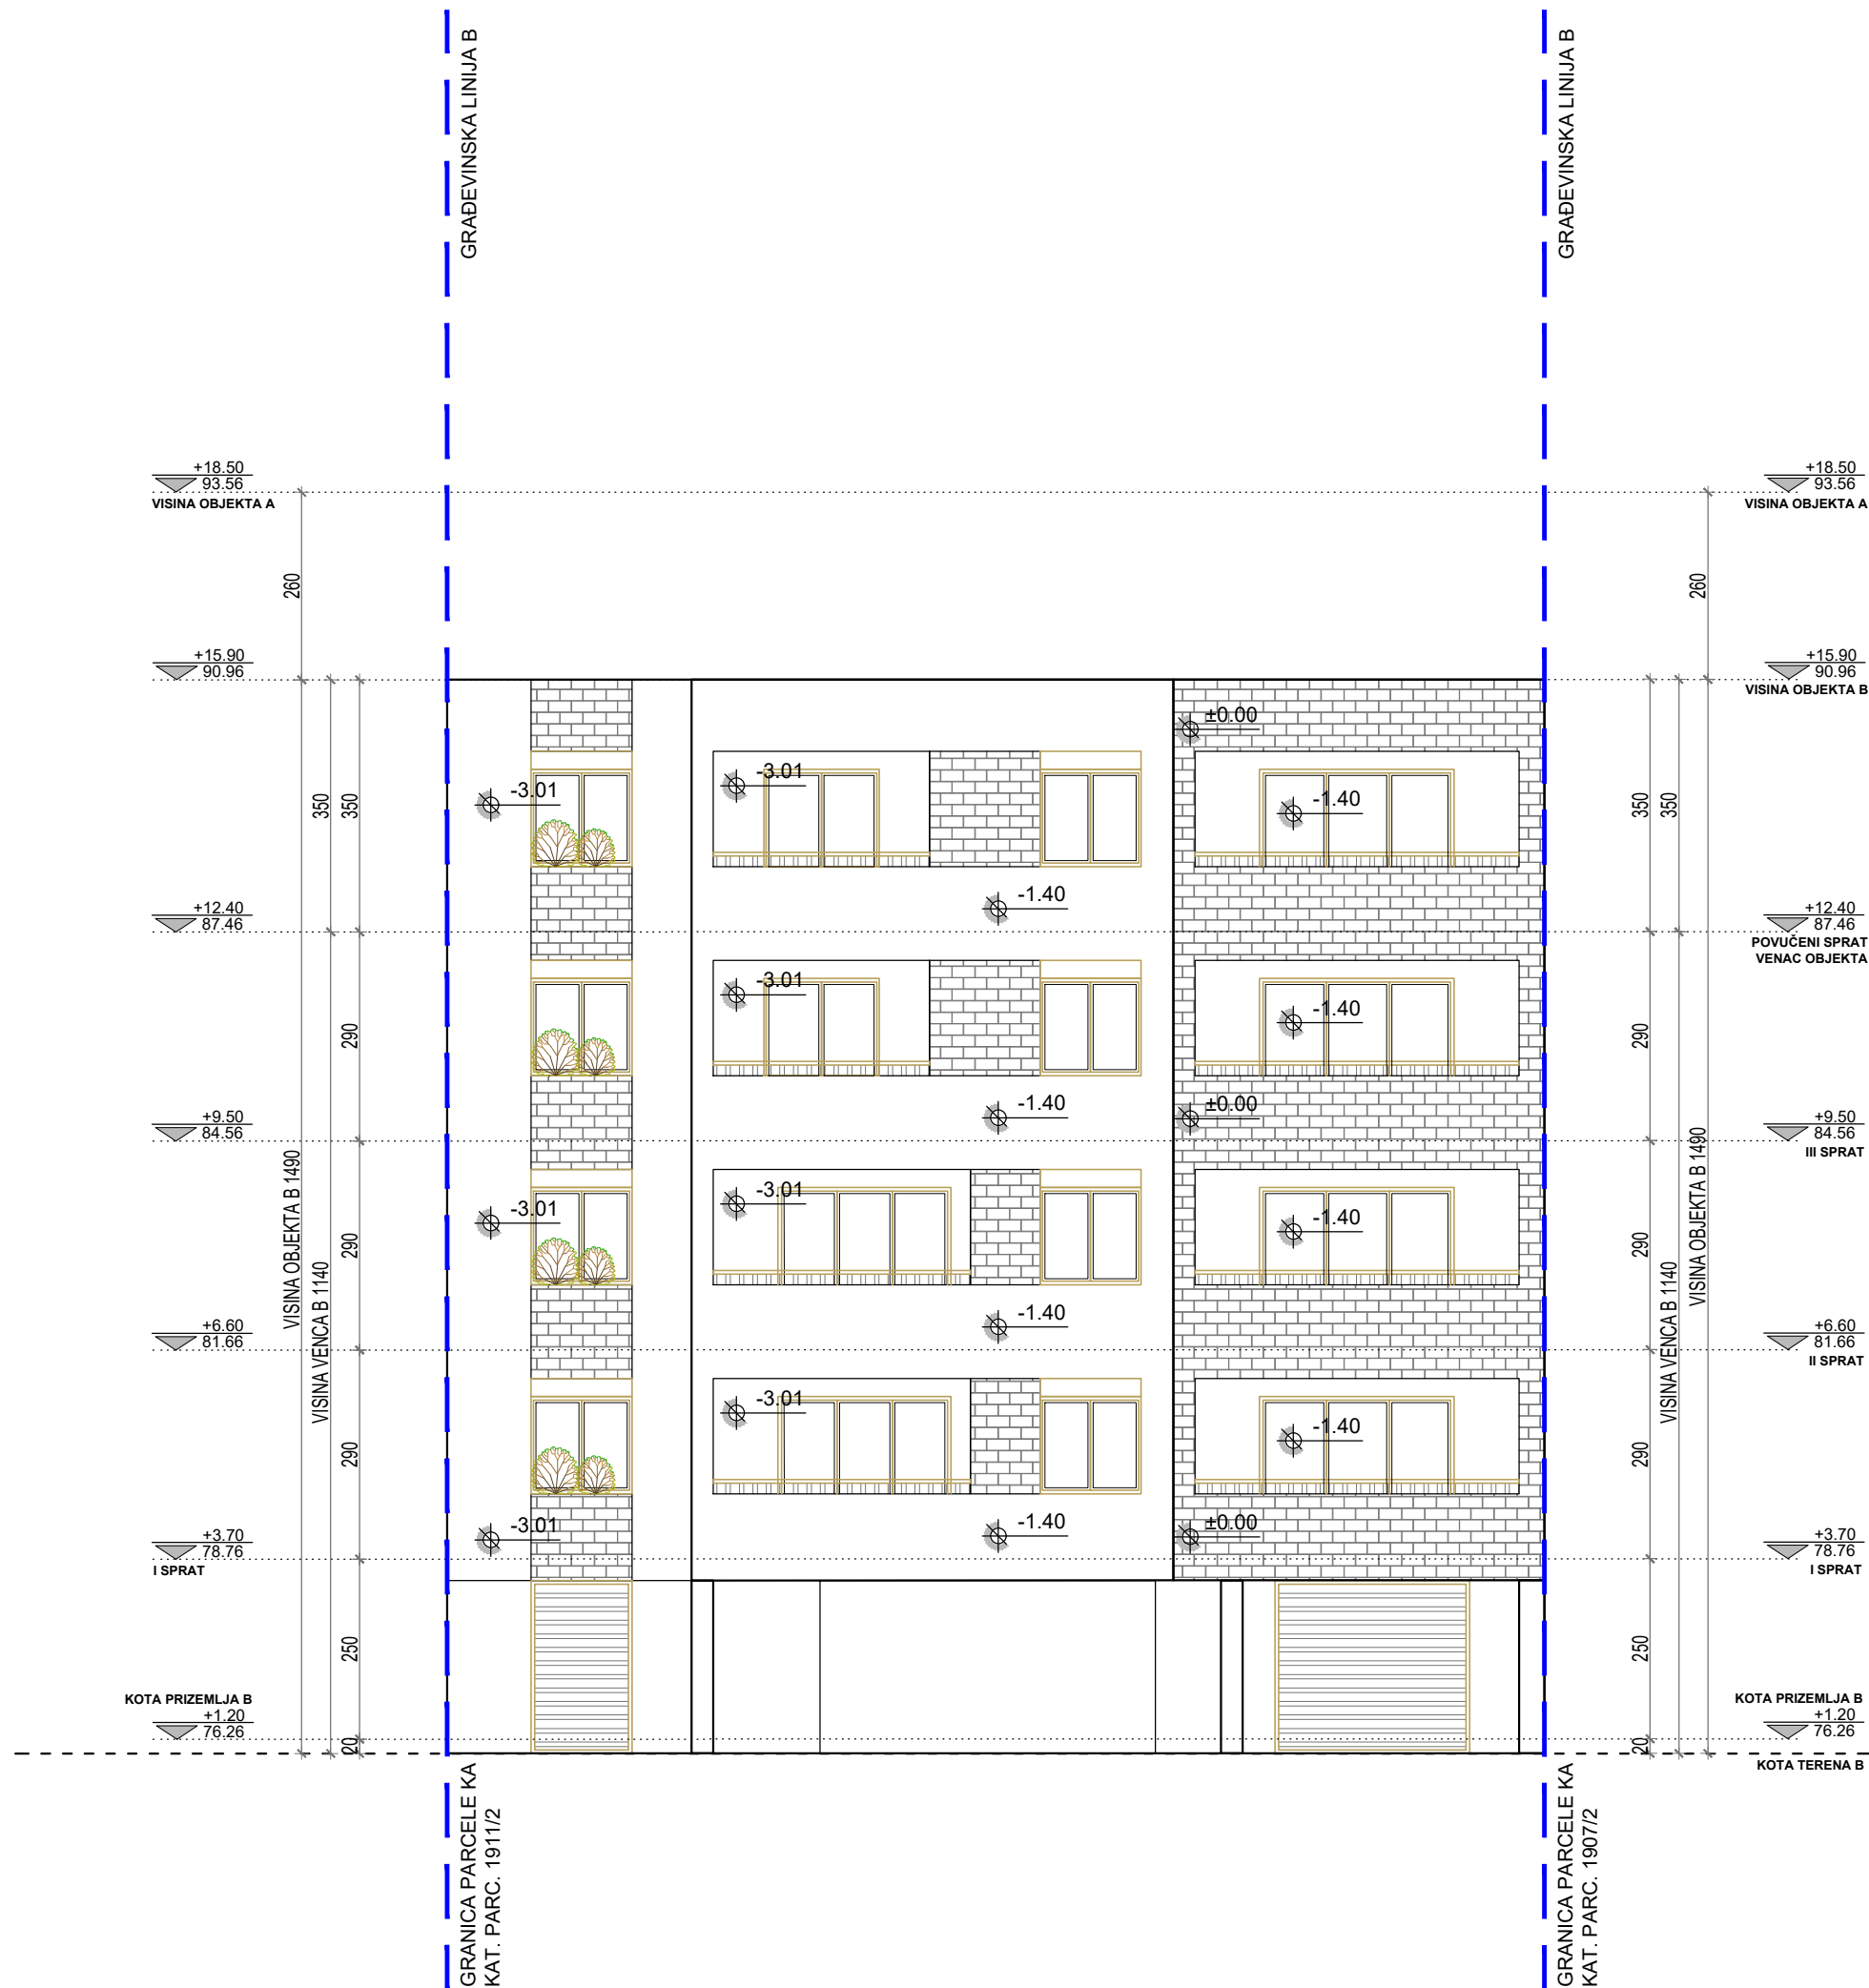 GRAĐEVINSKA LINIJA B
GRAĐEVINSKA LINIJA B
+18.50
93.56
VISINA OBJEKTA A
+18.50
93.56
VISINA OBJEKTA A
260
260
+15.90
90.96
+15.90
90.96
VISINA OBJEKTA B
±0.00
-3.01
-3.01
-1.40
350
350
350
350
-1.40
+12.40
87.46
+12.40
87.46
POVUČENI SPRAT
VENAC OBJEKTA
-3.01
-1.40
290
290
-1.40
±0.00
+9.50
84.56
+9.50
84.56
III SPRAT
VISINA OBJEKTA B 1490
VISINA OBJEKTA B 1490
-3.01
-3.01
-1.40
290
290
VISINA VENCA B 1140
VISINA VENCA B 1140
-1.40
+6.60
81.66
+6.60
81.66
II SPRAT
-3.01
-1.40
290
290
-3.01
-1.40
±0.00
+3.70
78.76
I SPRAT
+3.70
78.76
I SPRAT
250
250
KOTA PRIZEMLJA B
+1.20
76.26
KOTA PRIZEMLJA B
+1.20
76.26
20
20
KOTA TERENA B
GRANICA PARCELE KA
KAT. PARC. 1911/2
GRANICA PARCELE KA
KAT. PARC. 1907/2